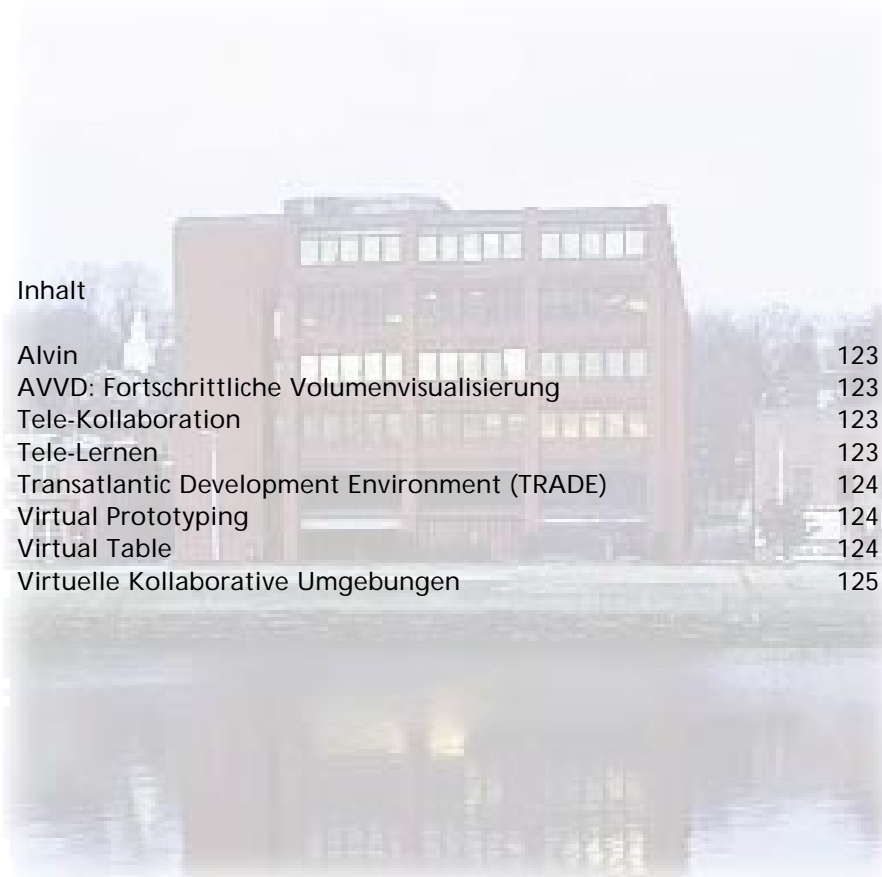 Inhalt
Alvin 123
AVVD: Fortschrittliche Volumenvisualisierung 123
Tele-Kollaboration 123
Tele-Lernen 123
Transatlantic Development Environment (TRADE) 124
Virtual Prototyping 124
Virtual Table 124
Virtuelle Kollaborative Umgebungen 125